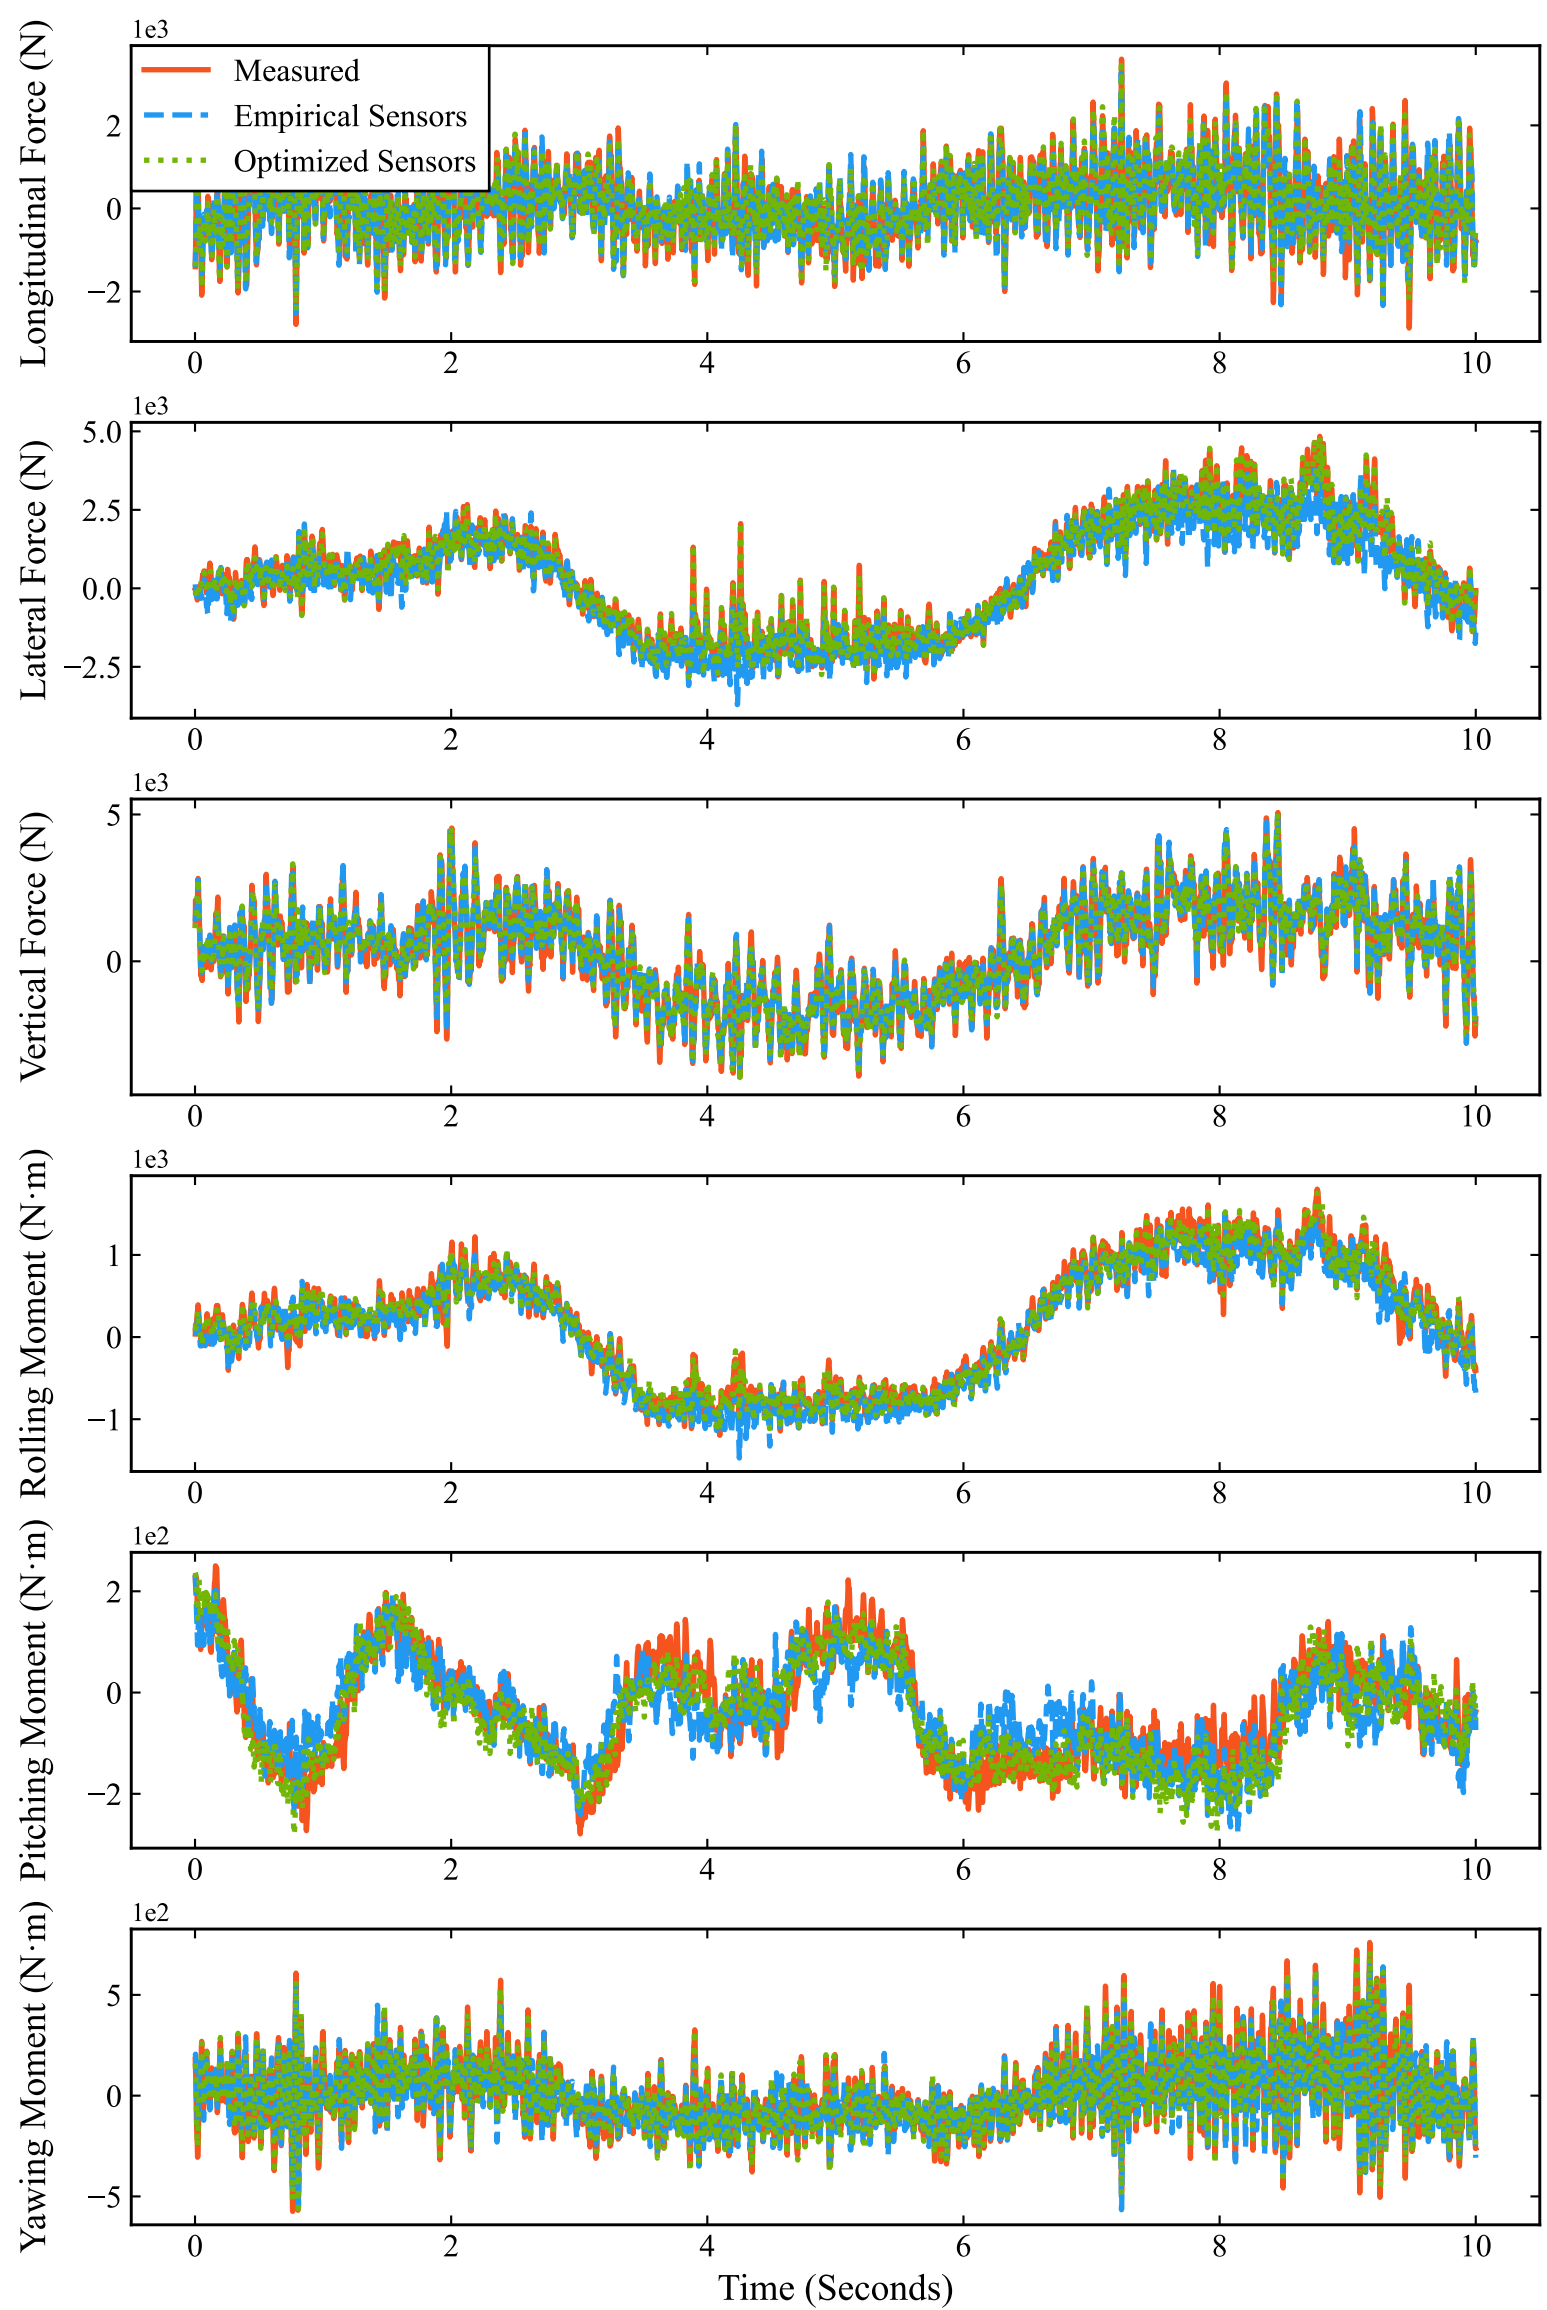 1e3
Longitudinal Force (N)
Measured
Empirical Sensors
Optimized Sensors
2
0
−2
0 2 4 6 8 10
1e3
Lateral Force (N)
5.0
2.5
0.0
−2.5
0 2 4 6 8 10
1e3
Vertical Force (N)
5
0
0 2 4 6 8 10
1e3
Rolling Moment (N·m)
1
0
−1
0 2 4 6 8 10
1e2
Pitching Moment (N·m)
2
0
−2
0 2 4 6 8 10
1e2
Yawing Moment (N·m)
5
0
−5
0 2 4 6 8 10
Time (Seconds)